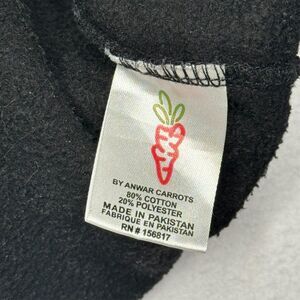 BY ANWAR CARROTS
80% COTTON
20% POLYESTER
MADE IN PAKISTAN
FABRIQUE EN PAKISTAN
RN # 156817